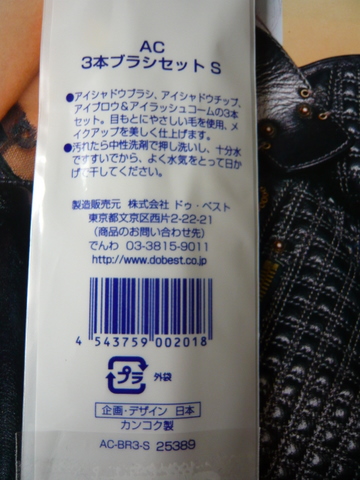 AC
3本ブラシセット S
●アイシャドウブラシ、アイシャドウチップ、
アイブロウ&アイラッシュコームの3本
セット。目もとにやさしい毛を使用、メ
イクアップを美しく仕上げます。
●汚れたら中性洗剤で押し洗いし、十分水
ですすいでから、よく水気をとって日か
げで干してください。
製造販売元 株式会社 ドゥ・ベスト
東京都文京区西片2-22-21
(商品のお問い合わせ先)
でんわ 03-3815-9011
http://www.dobest.co.jp
4 543759 002018
プラ 外袋
企画・デザイン 日本
カンコク製
AC-BR3-S 25389